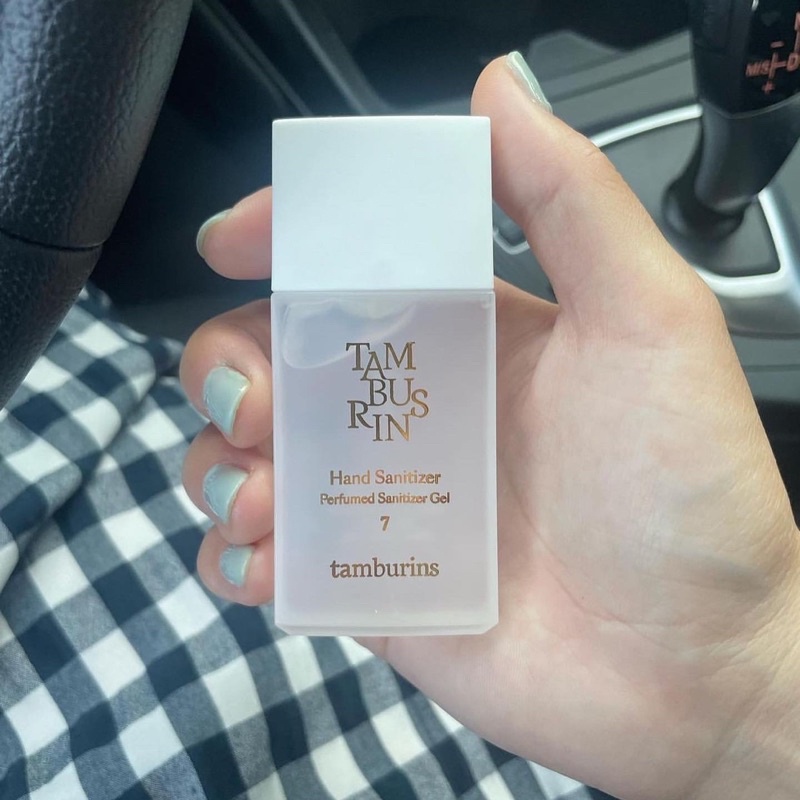 TAM
BUS
RIN
Hand Sanitizer
Perfumed Sanitizer Gel
7
tamburins
M/S
D
-
+